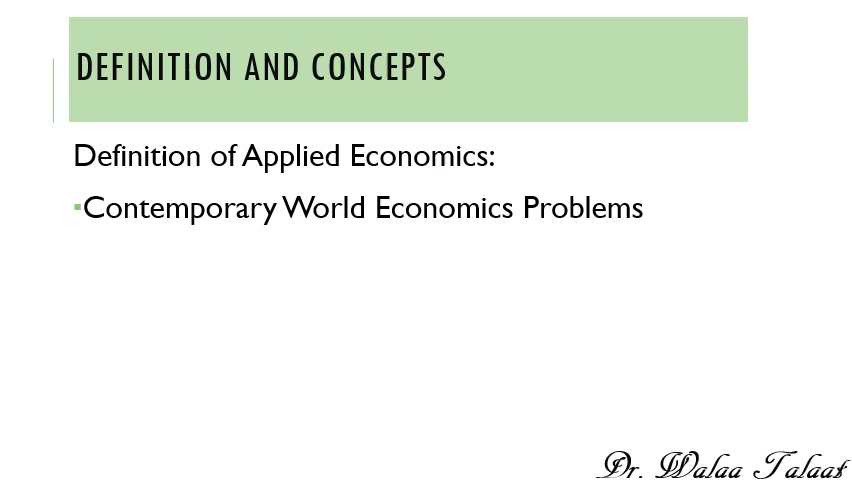 DEFINITION AND CONCEPTS
Definition of Applied Economics:
▪Contemporary World Economics Problems
Dr. Walaa Talaat